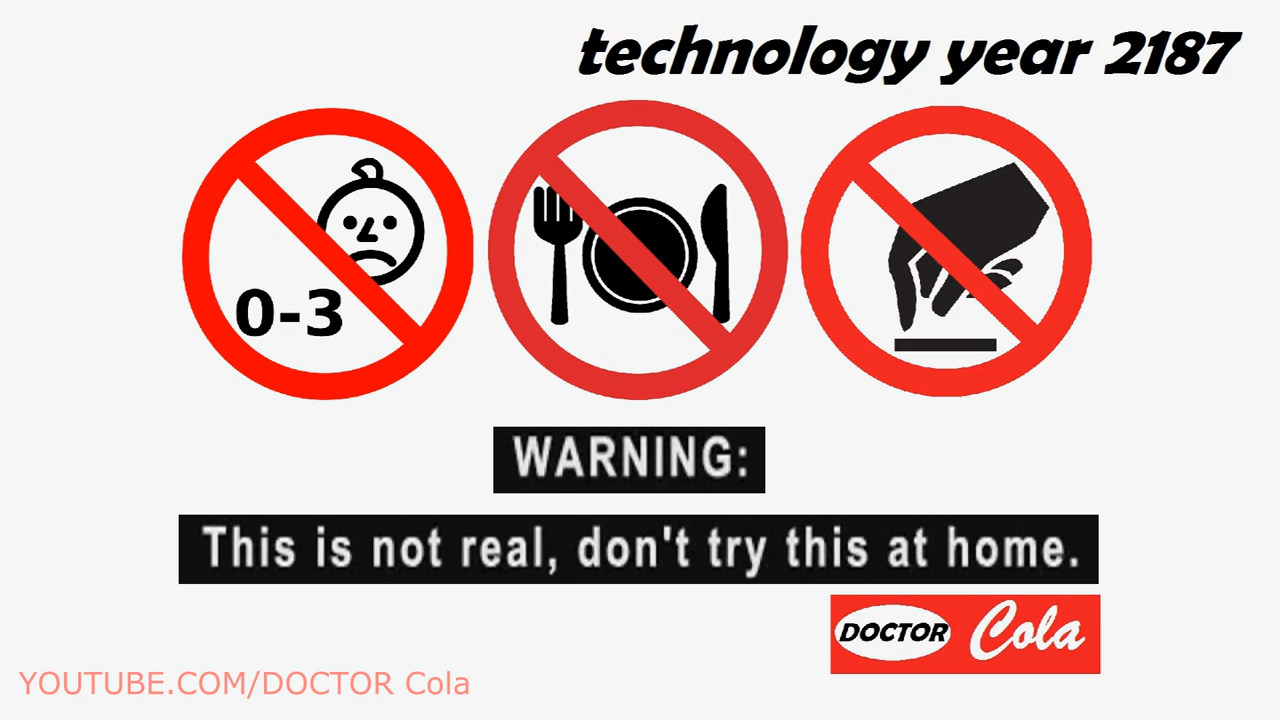 technology year 2187
0-3
WARNING:
This is not real, don't try this at home.
DOCTOR Cola
YOUTUBE.COM/DOCTOR Cola